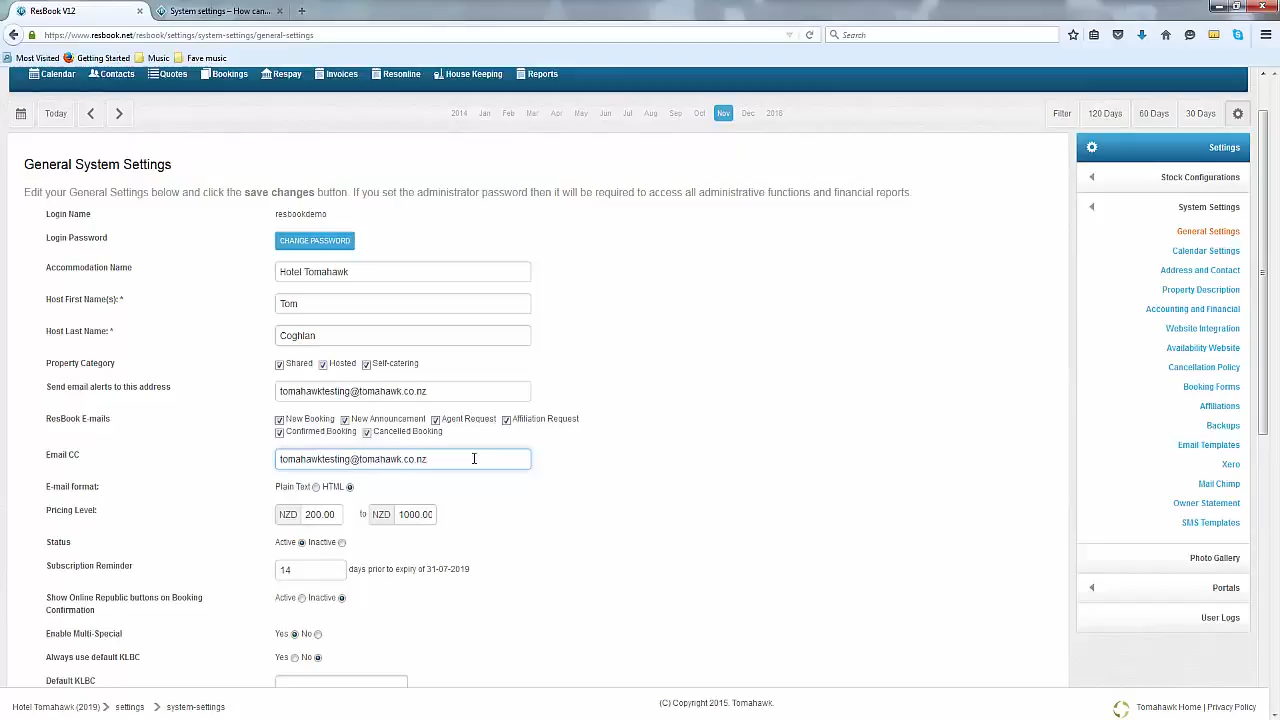 ResBook V12 ×
System settings – How can... ×
+
https://www.resbook.net/resbook/settings/system-settings/general-settings
Search
Most Visited Getting Started Music Fave music
Calendar Contacts Quotes Bookings Respay Invoices Resonline House Keeping Reports
Today 2014 Jan Feb Mar Apr May Jun Jul Aug Sep Oct Nov Dec 2016 Filter 120 Days 60 Days 30 Days
General System Settings
Edit your General Settings below and click the save changes button. If you set the administrator password then it will be required to access all administrative functions and financial reports.
Login Name resbookdemo
Login Password CHANGE PASSWORD
Accommodation Name Hotel Tomahawk
Host First Name(s): * Tom
Host Last Name: * Coghlan
Property Category Shared Hosted Self-catering
Send email alerts to this address tomahawktesting@tomahawk.co.nz
ResBook E-mails New Booking New Announcement Agent Request Affiliation Request
Confirmed Booking Cancelled Booking
Email CC tomahawktesting@tomahawk.co.nz
E-mail format: Plain Text HTML
Pricing Level: NZD 200.00 to NZD 1000.00
Status Active Inactive
Subscription Reminder 14 days prior to expiry of 31-07-2019
Show Online Republic buttons on Booking
Confirmation Active Inactive
Enable Multi-Special Yes No
Always use default KLBC Yes No
Default KLBC
Settings
Stock Configurations
System Settings
General Settings
Calendar Settings
Address and Contact
Property Description
Accounting and Financial
Website Integration
Availability Website
Cancellation Policy
Booking Forms
Affiliations
Backups
Email Templates
Xero
Mail Chimp
Owner Statement
SMS Templates
Photo Gallery
Portals
User Logs
Hotel Tomahawk (2019) settings system-settings
(C) Copyright 2015. Tomahawk.
Tomahawk Home | Privacy Policy